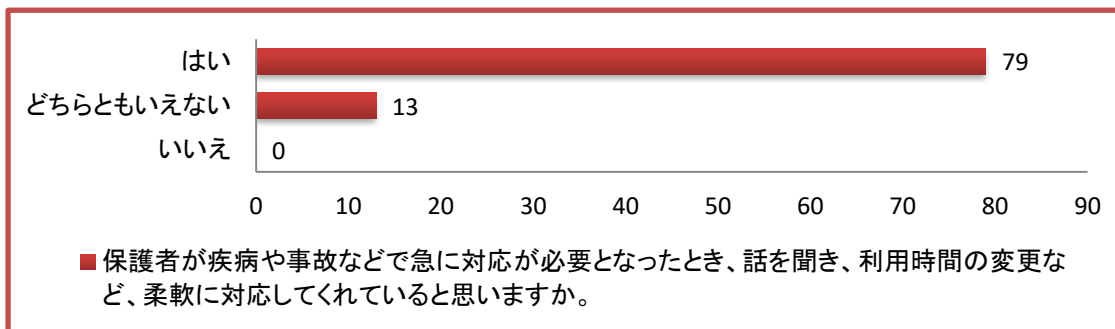 はい
79
どちらともいえない
13
いいえ
0
0 10 20 30 40 50 60 70 80 90
保護者が疾病や事故などで急に対応が必要となったとき、話を聞き、利用時間の変更な
ど、柔軟に対応してくれていると思いますか。